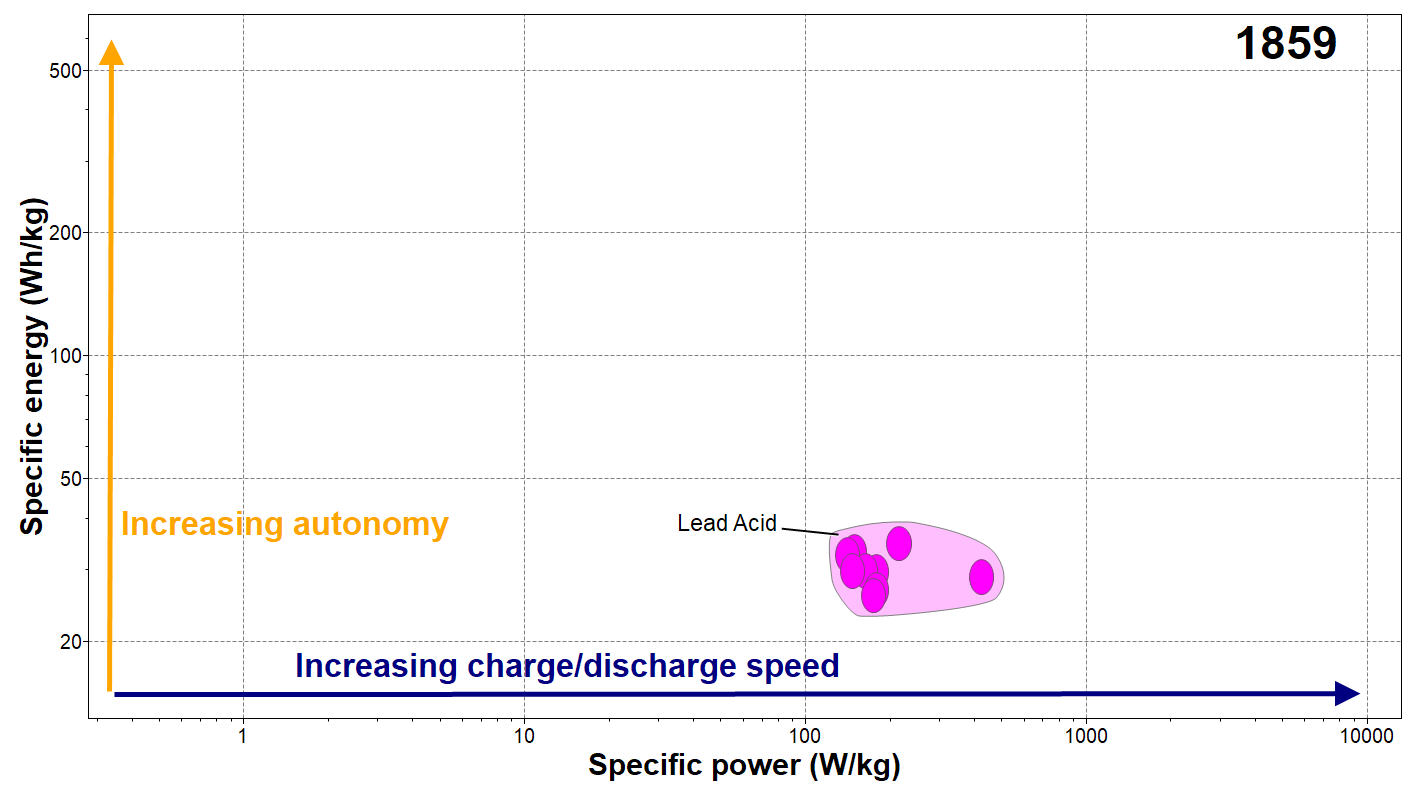 1859
500
200
100
50
20
Specific energy (Wh/kg)
Increasing autonomy
Lead Acid
Increasing charge/discharge speed
1
10
100
1000
10000
Specific power (W/kg)